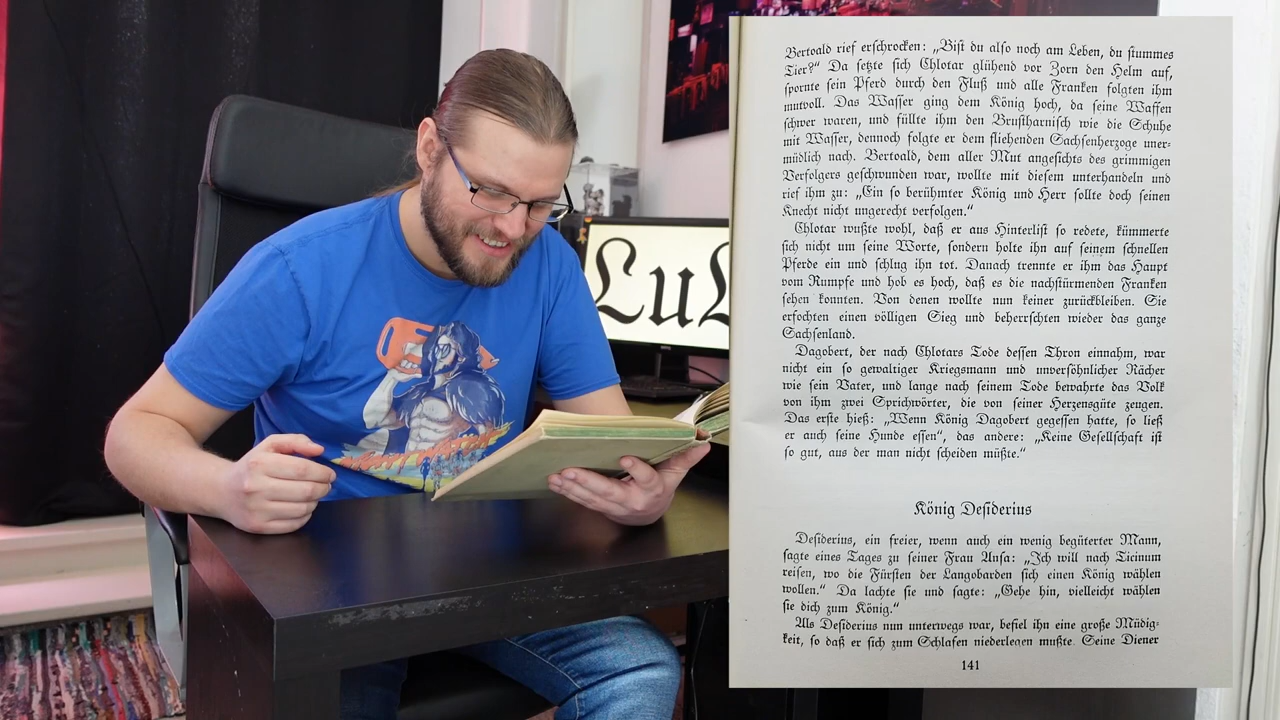 LuL
Bertoald rief erschrocken: „Bist du also noch am Leben, du stummes
Tier?“ Da setzte sich Chlotar glühend vor Zorn den Helm auf,
spornte sein Pferd durch den Fluß und alle Franken folgten ihm
mutvoll. Das Wasser ging dem König hoch, da seine Waffen
schwer waren, und füllte ihm den Brustharnisch wie die Schuhe
mit Wasser, dennoch folgte er dem fliehenden Sachsenherzoge uner-
müdlich nach. Bertoald, dem aller Mut angesichts des grimmigen
Verfolgers geschwunden war, wollte mit diesem unterhandeln und
rief ihm zu: „Ein so berühmter König und Herr sollte doch seinen
Knecht nicht ungerecht verfolgen.“
Chlotar wußte wohl, daß er aus Hinterlist so redete, kümmerte
sich nicht um seine Worte, sondern holte ihn auf seinem schnellen
Pferde ein und schlug ihn tot. Danach trennte er ihm das Haupt
vom Rumpfe und hob es hoch, daß es die nachstürmenden Franken
sehen konnten. Von denen wollte nun keiner zurückbleiben. Sie
erfochten einen völligen Sieg und beherrschten wieder das ganze
Sachsenland.
Dagobert, der nach Chlotars Tode dessen Thron einnahm, war
nicht ein so gewaltiger Kriegsmann und unversöhnlicher Rächer
wie sein Vater, und lange nach seinem Tode bewahrte das Volk
von ihm zwei Sprichwörter, die von seiner Herzensgüte zeugen.
Das erste hieß: „Wenn König Dagobert gegessen hatte, so ließ
er auch seine Hunde essen“, das andere: „Keine Gesellschaft ist
so gut, aus der man nicht scheiden müßte.“
König Desiderius
Desiderius, ein freier, wenn auch ein wenig begüterter Mann,
sagte eines Tages zu seiner Frau Ansa: „Ich will nach Ticinum
reisen, wo die Fürsten der Langobarden sich einen König wählen
wollen.“ Da lachte sie und sagte: „Gehe hin, vielleicht wählen
sie dich zum König.“
Als Desiderius nun unterwegs war, befiel ihn eine große Müdig-
keit, so daß er sich zum Schlafen niederlegen mußte. Seine Diener
141